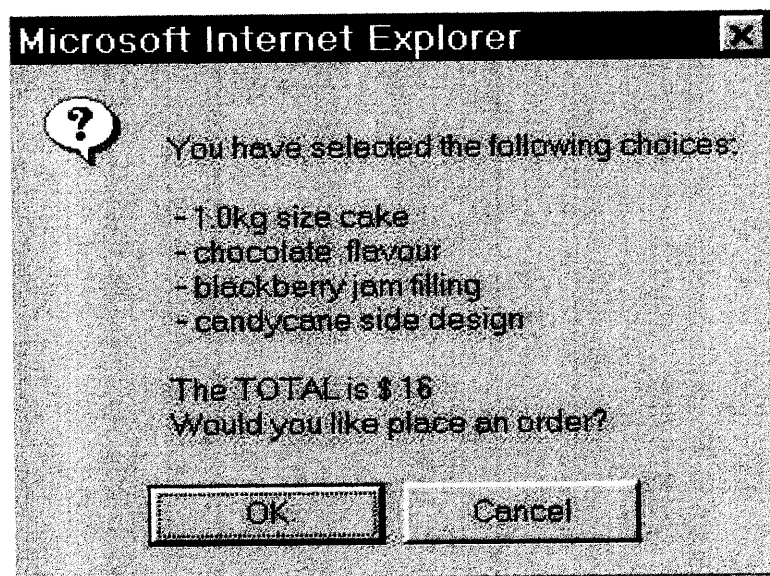 Microsoft Internet Explorer
You have selected the following choices:
- 1.0kg size cake
- chocolate flavour
- blackberry jam filling
- candycane side design
The TOTAL is $ 16
Would you like place an order?
OK
Cancel